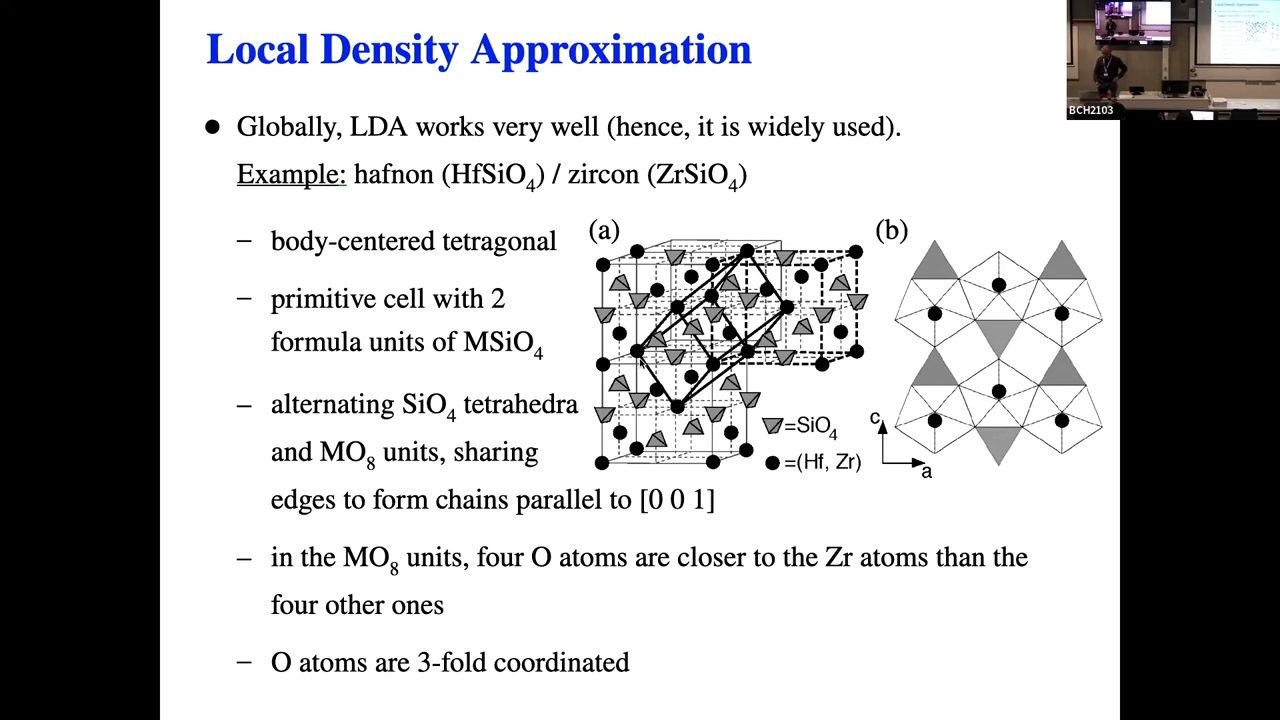 Local Density Approximation
● Globally, LDA works very well (hence, it is widely used).
Example: hafnon (HfSiO4) / zircon (ZrSiO4)
– body-centered tetragonal
– primitive cell with 2
formula units of MSiO4
– alternating SiO4 tetrahedra
and MO8 units, sharing
edges to form chains parallel to [0 0 1]
– in the MO8 units, four O atoms are closer to the Zr atoms than the
four other ones
– O atoms are 3-fold coordinated
(a)
=SiO4
=(Hf, Zr)
(b)
c
a
BCH2103
Local Density Approximation